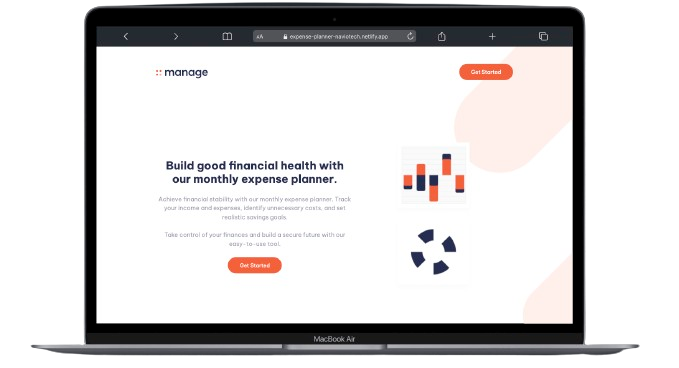 AA expense-planner-naviotech.netlify.app
manage
Get Started
Build good financial health with
our monthly expense planner.
Achieve financial stability with our monthly expense planner. Track
your income and expenses, identify unnecessary costs, and set
realistic savings goals.
Take control of your finances and build a secure future with our
easy-to-use tool.
Get Started
MacBook Air